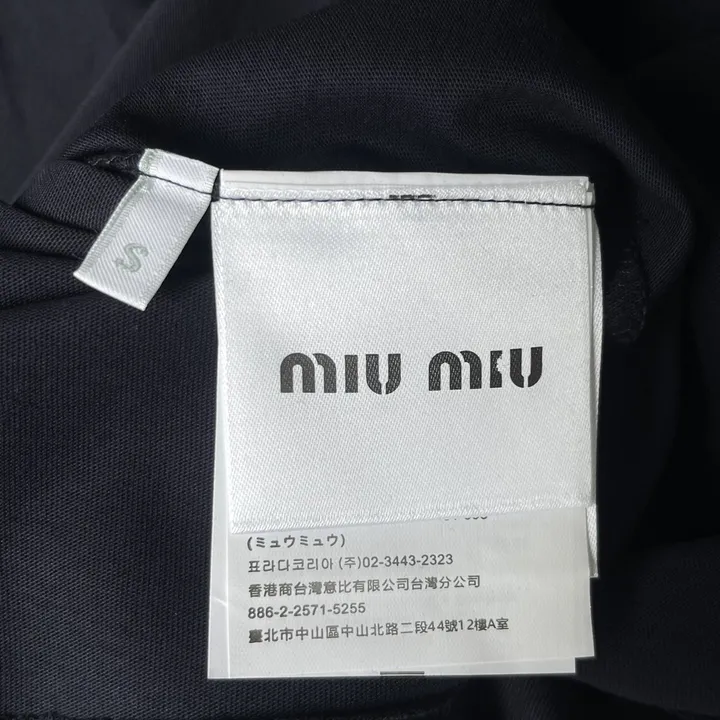 S
MIU MIU
(ミュウミュウ)
프라다코리아 (주)02-3443-2323
香港商台灣意比有限公司台灣分公司
886-2-2571-5255
臺北市中山區中山北路二段44號12樓A室